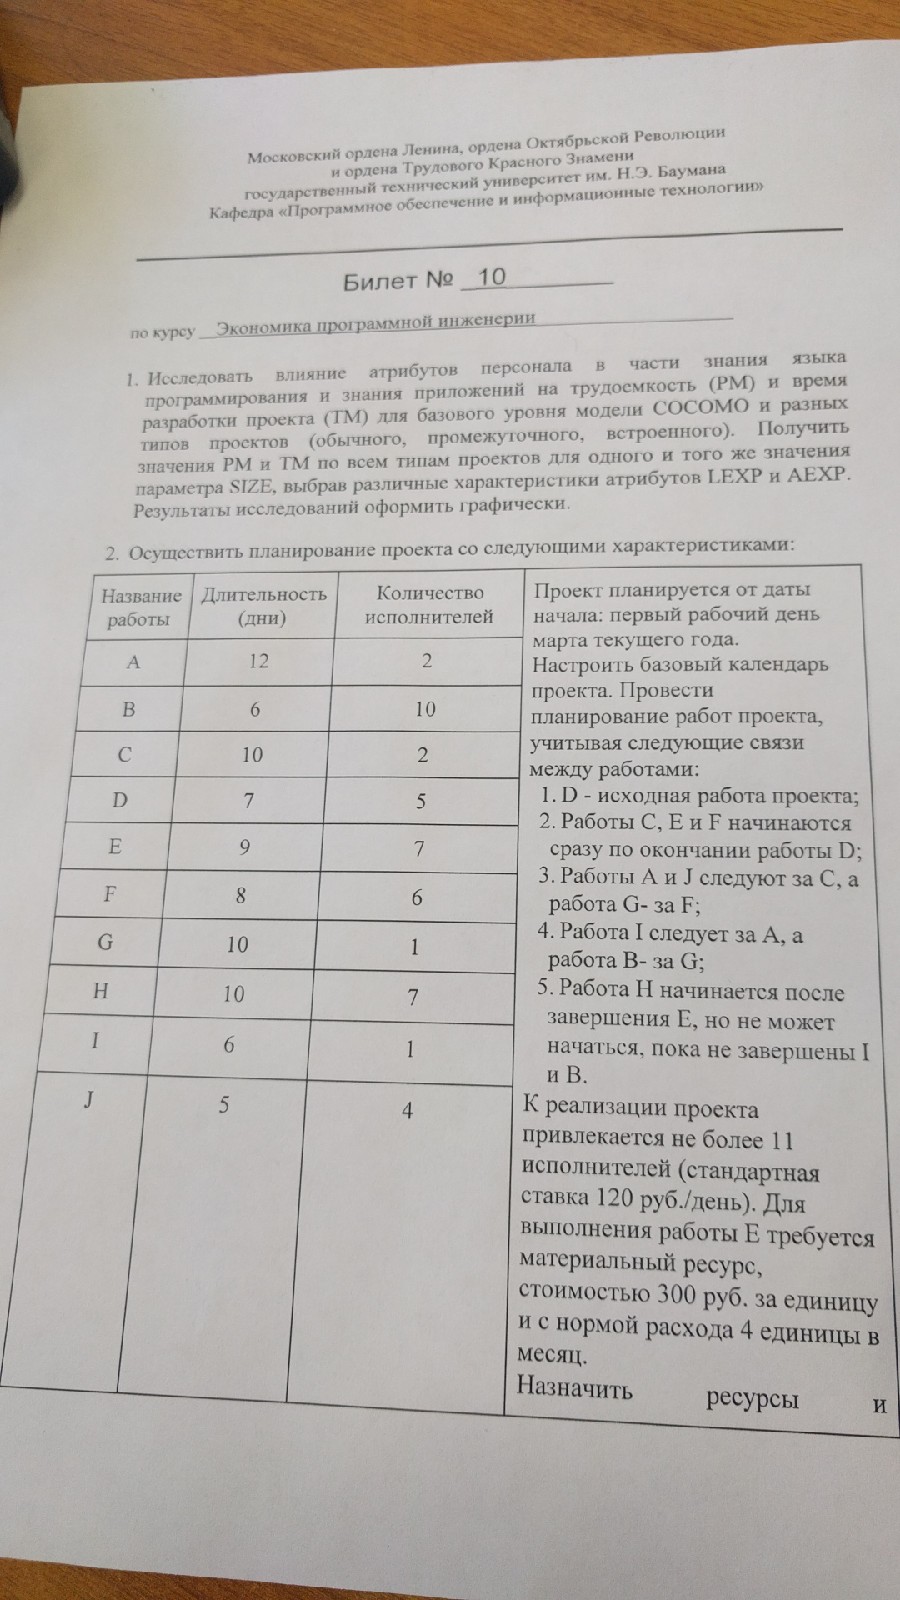 Московский ордена Ленина, ордена Октябрьской Революции
и ордена Трудового Красного Знамени
государственный технический университет им. Н.Э. Баумана
Кафедра «Программное обеспечение и информационные технологии»
Билет № 10
по курсу Экономика программной инженерии
1. Исследовать влияние атрибутов персонала в части знания языка
программирования и знания приложений на трудоемкость (РМ) и время
разработки проекта (ТМ) для базового уровня модели COCOMO и разных
типов проектов (обычного, промежуточного, встроенного). Получить
значения РМ и ТМ по всем типам проектов для одного и того же значения
параметра SIZE, выбрав различные характеристики атрибутов LEXP и AEXP.
Результаты исследований оформить графически.
2. Осуществить планирование проекта со следующими характеристиками:
Название работы Длительность (дни) Количество исполнителей
A 12 2
B 6 10
C 10 2
D 7 5
E 9 7
F 8 6
G 10 1
H 10 7
I 6 1
J 5 4
Проект планируется от даты
начала: первый рабочий день
марта текущего года.
Настроить базовый календарь
проекта. Провести
планирование работ проекта,
учитывая следующие связи
между работами:
1. D - исходная работа проекта;
2. Работы C, E и F начинаются
сразу по окончании работы D;
3. Работы A и J следуют за C, а
работа G- за F;
4. Работа I следует за A, а
работа B- за G;
5. Работа H начинается после
завершения E, но не может
начаться, пока не завершены I
и B.
К реализации проекта
привлекается не более 11
исполнителей (стандартная
ставка 120 руб./день). Для
выполнения работы E требуется
материальный ресурс,
стоимостью 300 руб. за единицу
и с нормой расхода 4 единицы в
месяц.
Назначить ресурсы и